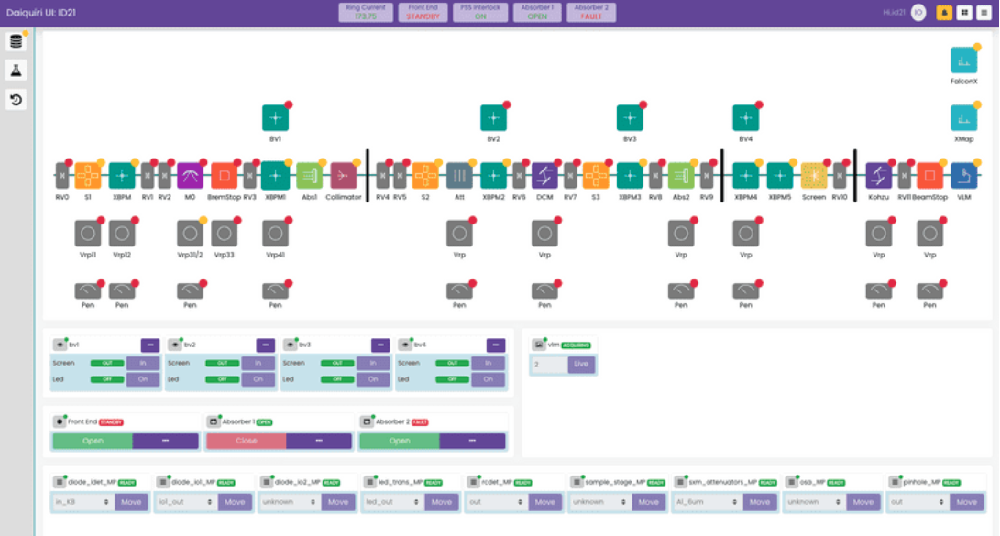 Daiquiri UI: ID21
Ring Current
173.75
Front End
STANDBY
PSS Interlock
ON
Absorber 1
OPEN
Absorber 2
FAULT
Hi, id21
IO
FalconX
BV1 BV2 BV3 BV4 XMap
RV0 S1 XBPM RV1 RV2 M0 BremStop RV3 XBPM1 Abs1 Collimator RV4 RV5 S2 Att XBPM2 RV6 DCM RV7 S3 XBPM3 RV8 Abs2 RV9 XBPM4 XBPM5 Screen RV10 Kohzu RV11 BeamStop VLM
Vrp11 Vrp12 Vrp31/2 Vrp33 Vrp41 Vrp Vrp Vrp Vrp Vrp Vrp
Pen Pen Pen Pen Pen Pen Pen Pen Pen Pen
bv1 bv2 bv3 bv4 vlm ACQUIRING
Screen OUT In Screen OUT In Screen OUT In Screen OUT In 2 Live
Led OFF On Led OFF On Led OFF On Led OFF On
Front End STANDBY Absorber 1 OPEN Absorber 2 FAULT
Open Close Open
diode_idet_MP READY diode_io1_MP READY diode_io2_MP READY led_trans_MP READY rcdet_MP READY sample_stage_MP READY sxm_attenuators_MP READY osa_MP READY pinhole_MP READY
in_KB Move io1_out Move unknown Move led_out Move out Move unknown Move Al_6um Move unknown Move out Move